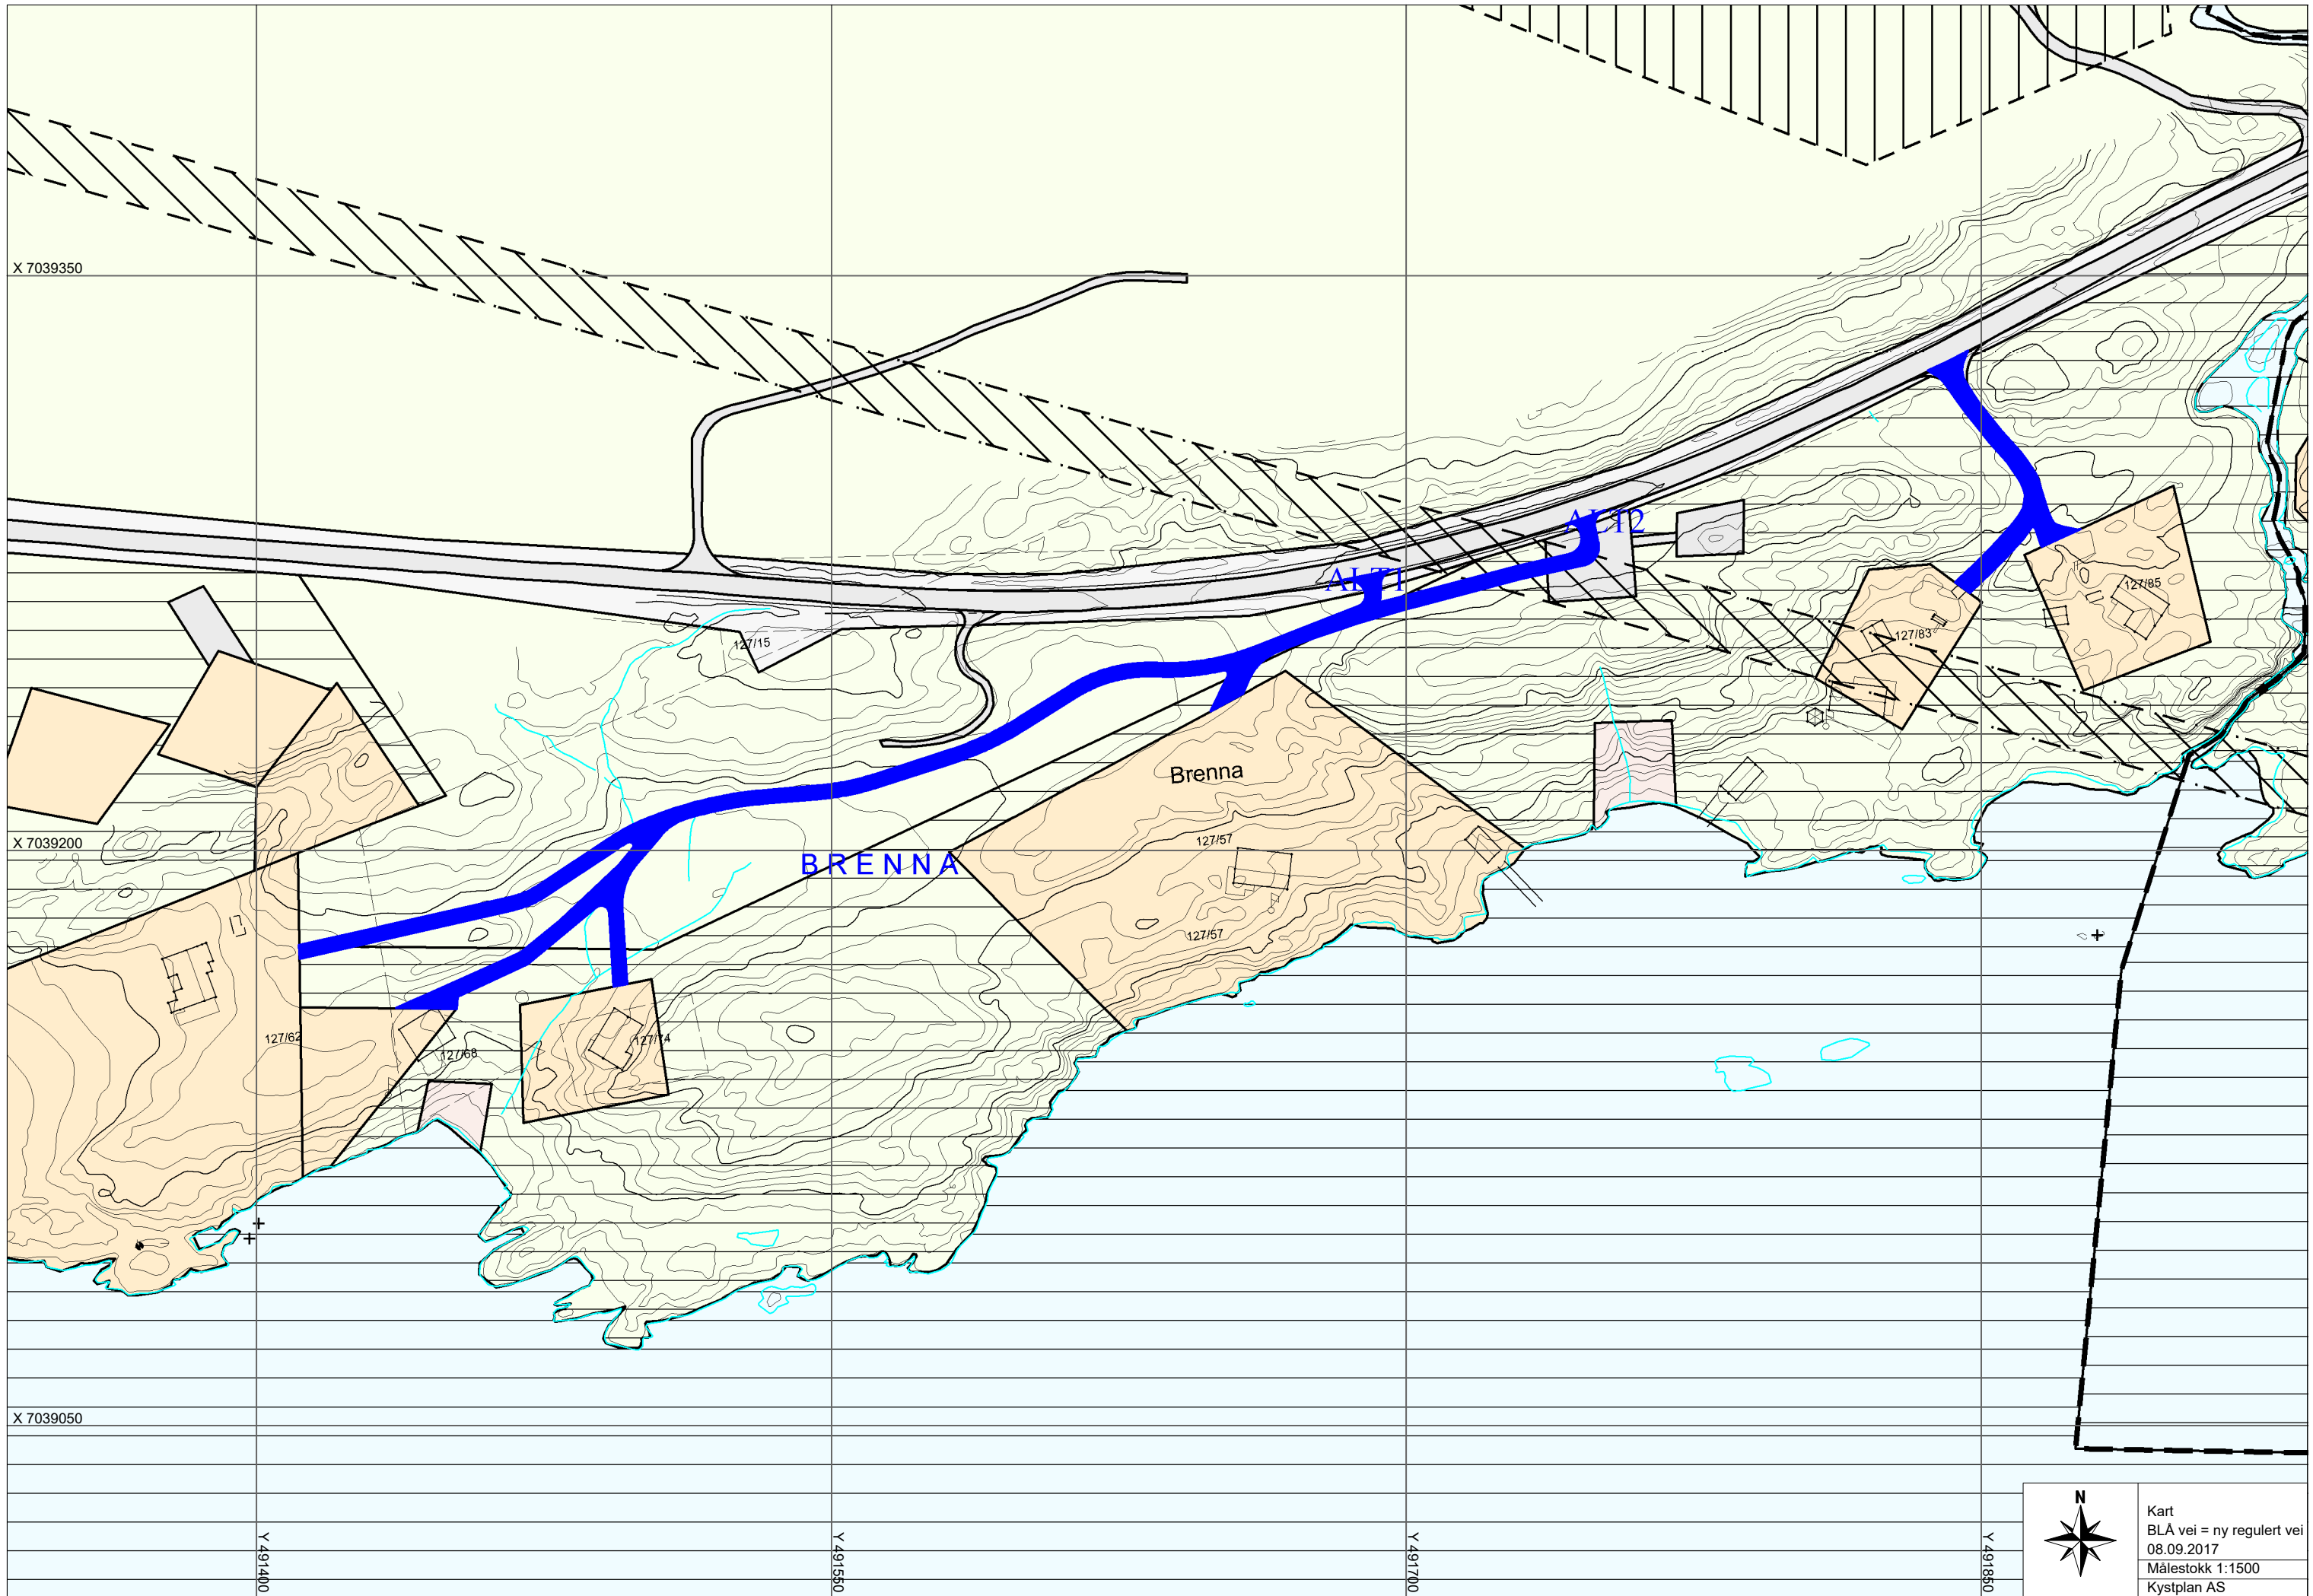 X 7039350
ALT2
ALT1
127/15
127/85
127/83
Brenna
X 7039200
127/57
BRENNA
127/57
127/62
127/68
127/74
X 7039050
Y 491400
Y 491550
Y 491700
Y 491850
N
Kart
BLÅ vei = ny regulert vei
08.09.2017
Målestokk 1:1500
Kystplan AS